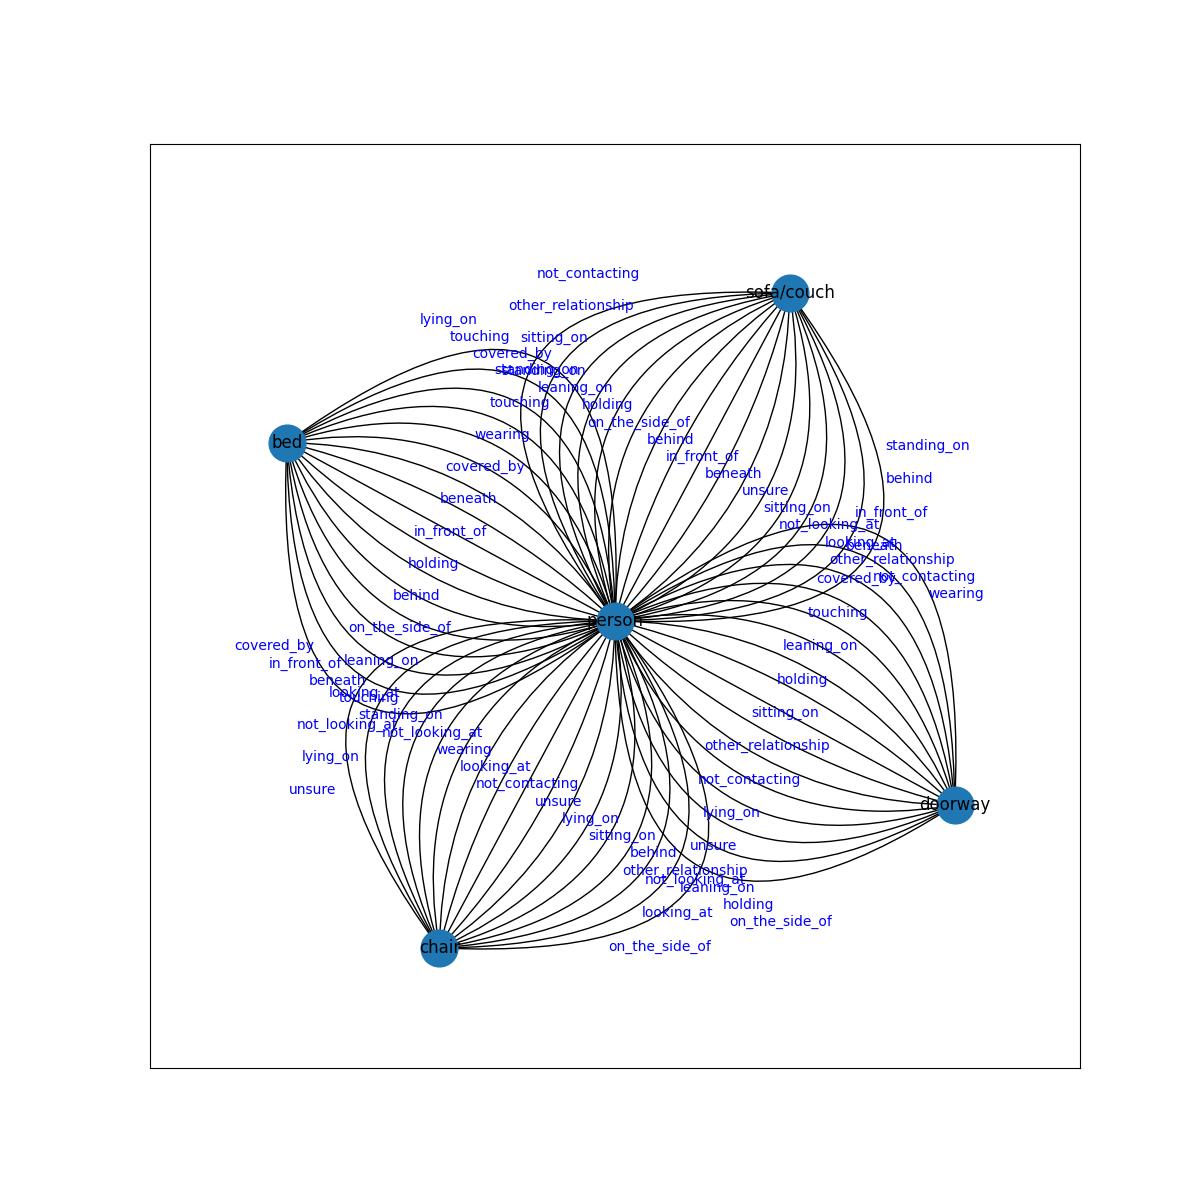 not_contacting
sofa/couch
other_relationship
lying_on
touching
sitting_on
covered_by
standing_on
leaning_on
touching
holding
on_the_side_of
wearing
behind
bed
standing_on
in_front_of
covered_by
beneath
behind
unsure
beneath
sitting_on
in_front_of
not_looking_at
in_front_of
looking_at
beneath
other_relationship
holding
not_contacting
covered_by
wearing
behind
touching
person
on_the_side_of
covered_by
leaning_on
leaning_on
in_front_of
beneath
holding
looking_at
touching
standing_on
sitting_on
not_looking_at
not_looking_at
other_relationship
wearing
lying_on
looking_at
not_contacting
not_contacting
unsure
unsure
doorway
lying_on
lying_on
sitting_on
unsure
behind
other_relationship
not_looking_at
leaning_on
holding
looking_at
on_the_side_of
on_the_side_of
chair